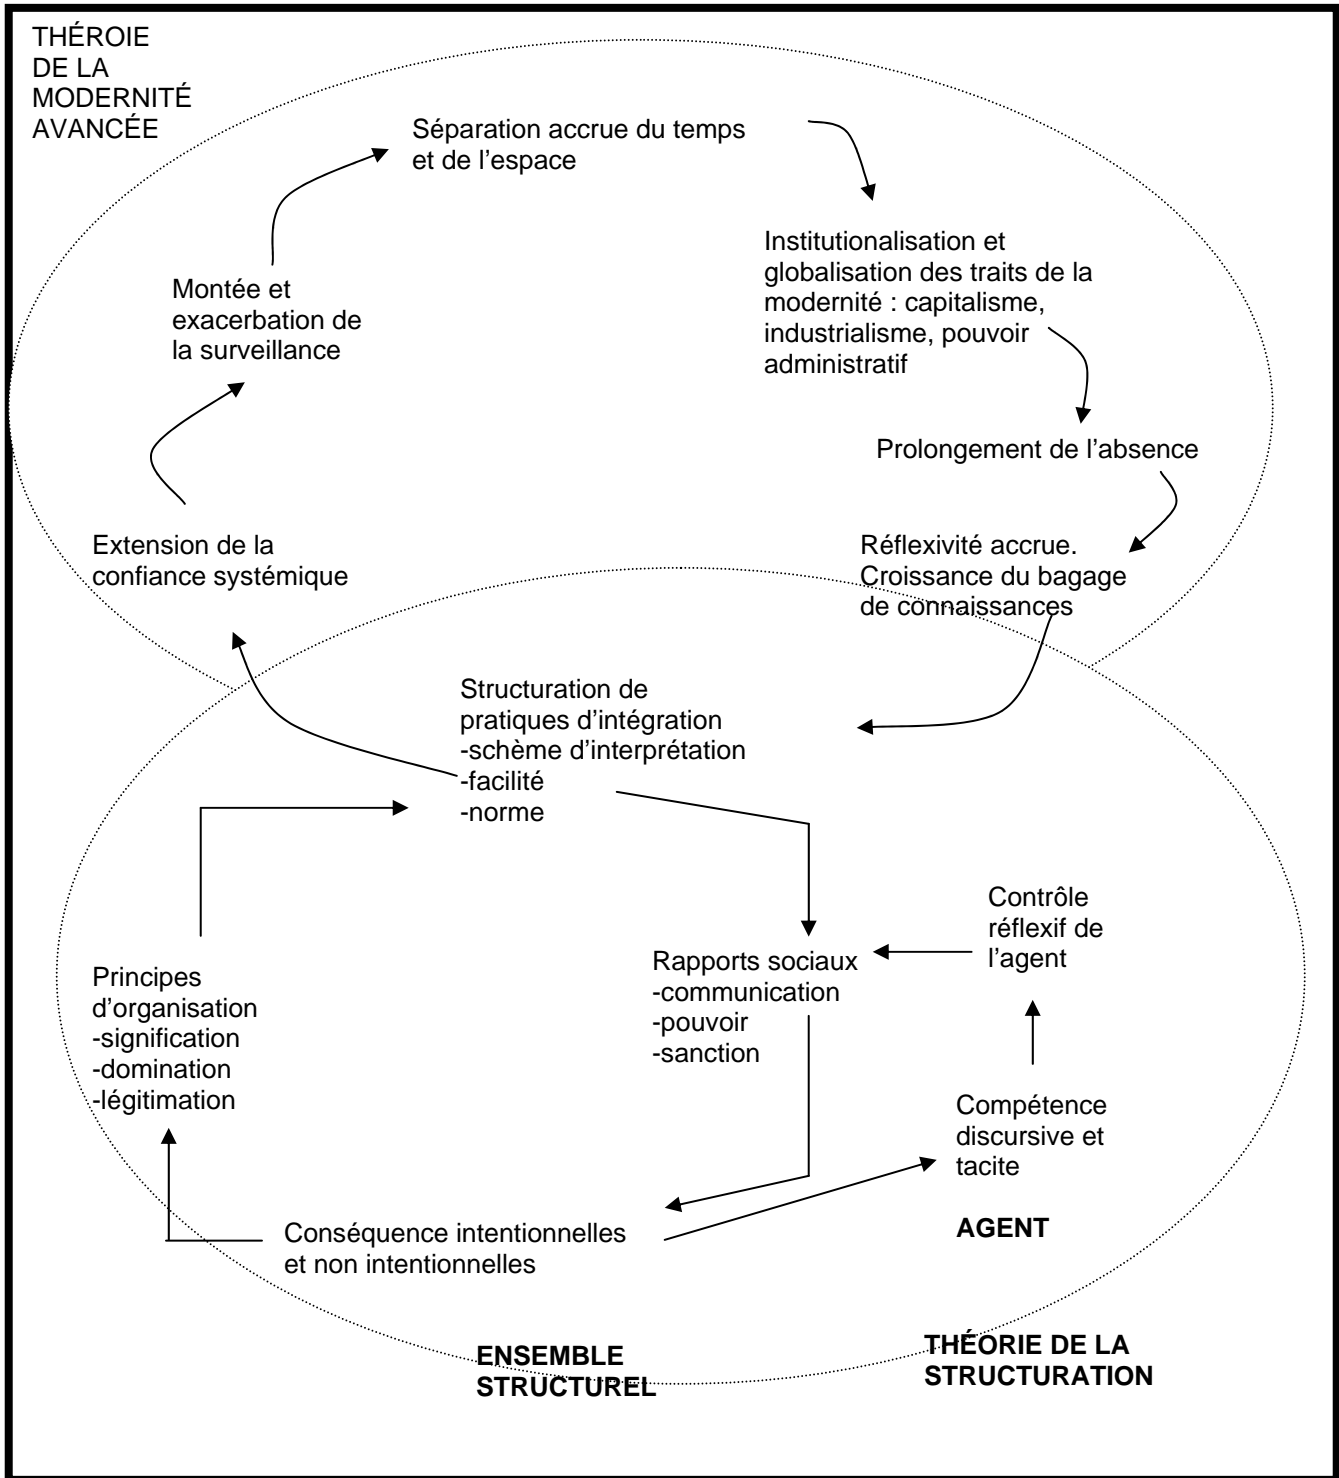 THÉROIE
DE LA
MODERNITÉ
AVANCÉE
Séparation accrue du temps
et de l'espace
Institutionalisation et
globalisation des traits de la
modernité : capitalisme,
industrialisme, pouvoir
administratif
Montée et
exacerbation de
la surveillance
Prolongement de l'absence
Extension de la
confiance systémique
Réflexivité accrue.
Croissance du bagage
de connaissances
Structuration de
pratiques d'intégration
-schème d'interprétation
-facilité
-norme
Contrôle
réflexif de
l'agent
Rapports sociaux
-communication
-pouvoir
-sanction
Principes
d'organisation
-signification
-domination
-légitimation
Compétence
discursive et
tacite
AGENT
Conséquence intentionnelles
et non intentionnelles
ENSEMBLE
STRUCTUREL
THÉORIE DE LA
STRUCTURATION